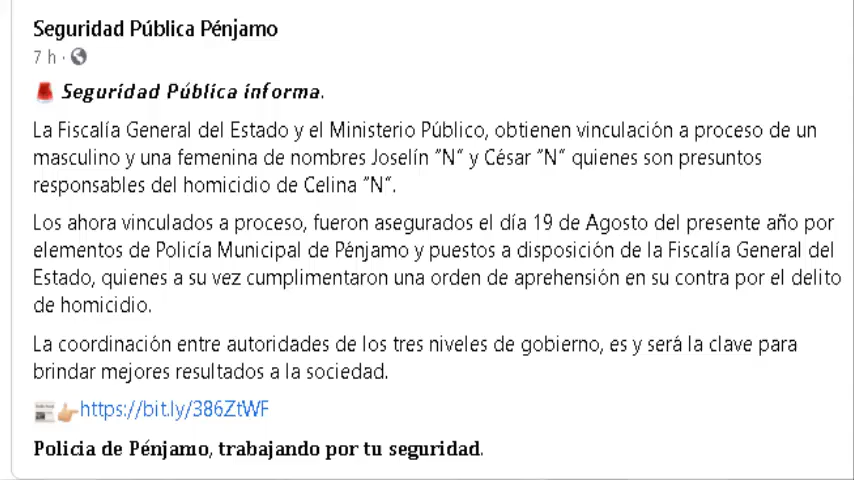 Seguridad Pública Pénjamo
7 h ·
Seguridad Pública informa.
La Fiscalía General del Estado y el Ministerio Público, obtienen vinculación a proceso de un
masculino y una femenina de nombres Joselín "N" y César "N" quienes son presuntos
responsables del homicidio de Celina "N".
Los ahora vinculados a proceso, fueron asegurados el día 19 de Agosto del presente año por
elementos de Policía Municipal de Pénjamo y puestos a disposición de la Fiscalía General del
Estado, quienes a su vez cumplimentaron una orden de aprehensión en su contra por el delito
de homicidio.
La coordinación entre autoridades de los tres niveles de gobierno, es y será la clave para
brindar mejores resultados a la sociedad.
https://bit.ly/386ZtWF
Policia de Pénjamo, trabajando por tu seguridad.